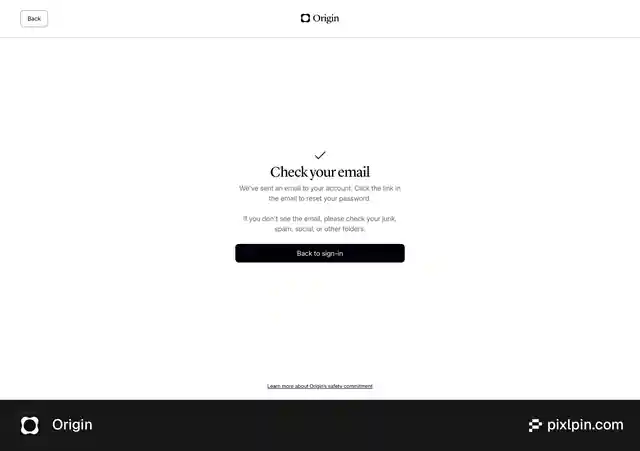 Back
Origin
Check your email
We've sent an email to your account. Click the link in
the email to reset your password.
If you don't see the email, please check your junk,
spam, social, or other folders.
Back to sign-in
Learn more about Origin's safety commitment
Origin
pixlpin.com